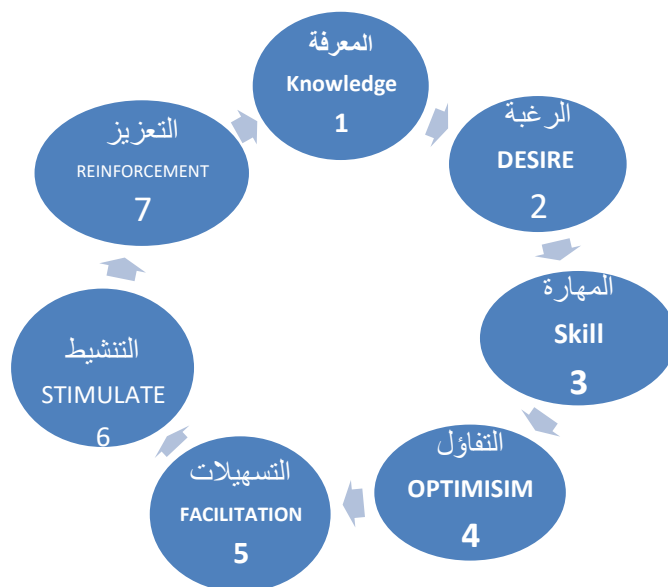 المعرفة
Knowledge
1
الرغبة
DESIRE
2
المهارة
Skill
3
التفاؤل
OPTIMISIM
4
التسهيلات
FACILITATION
5
التنشيط
STIMULATE
6
التعزيز
REINFORCEMENT
7